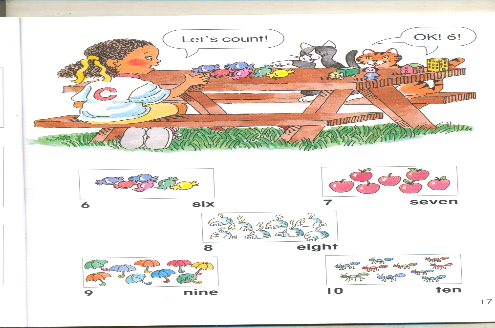 Let's count!
OK! 6!
C
6 six
7 seven
8 eight
9 nine
10 ten
17